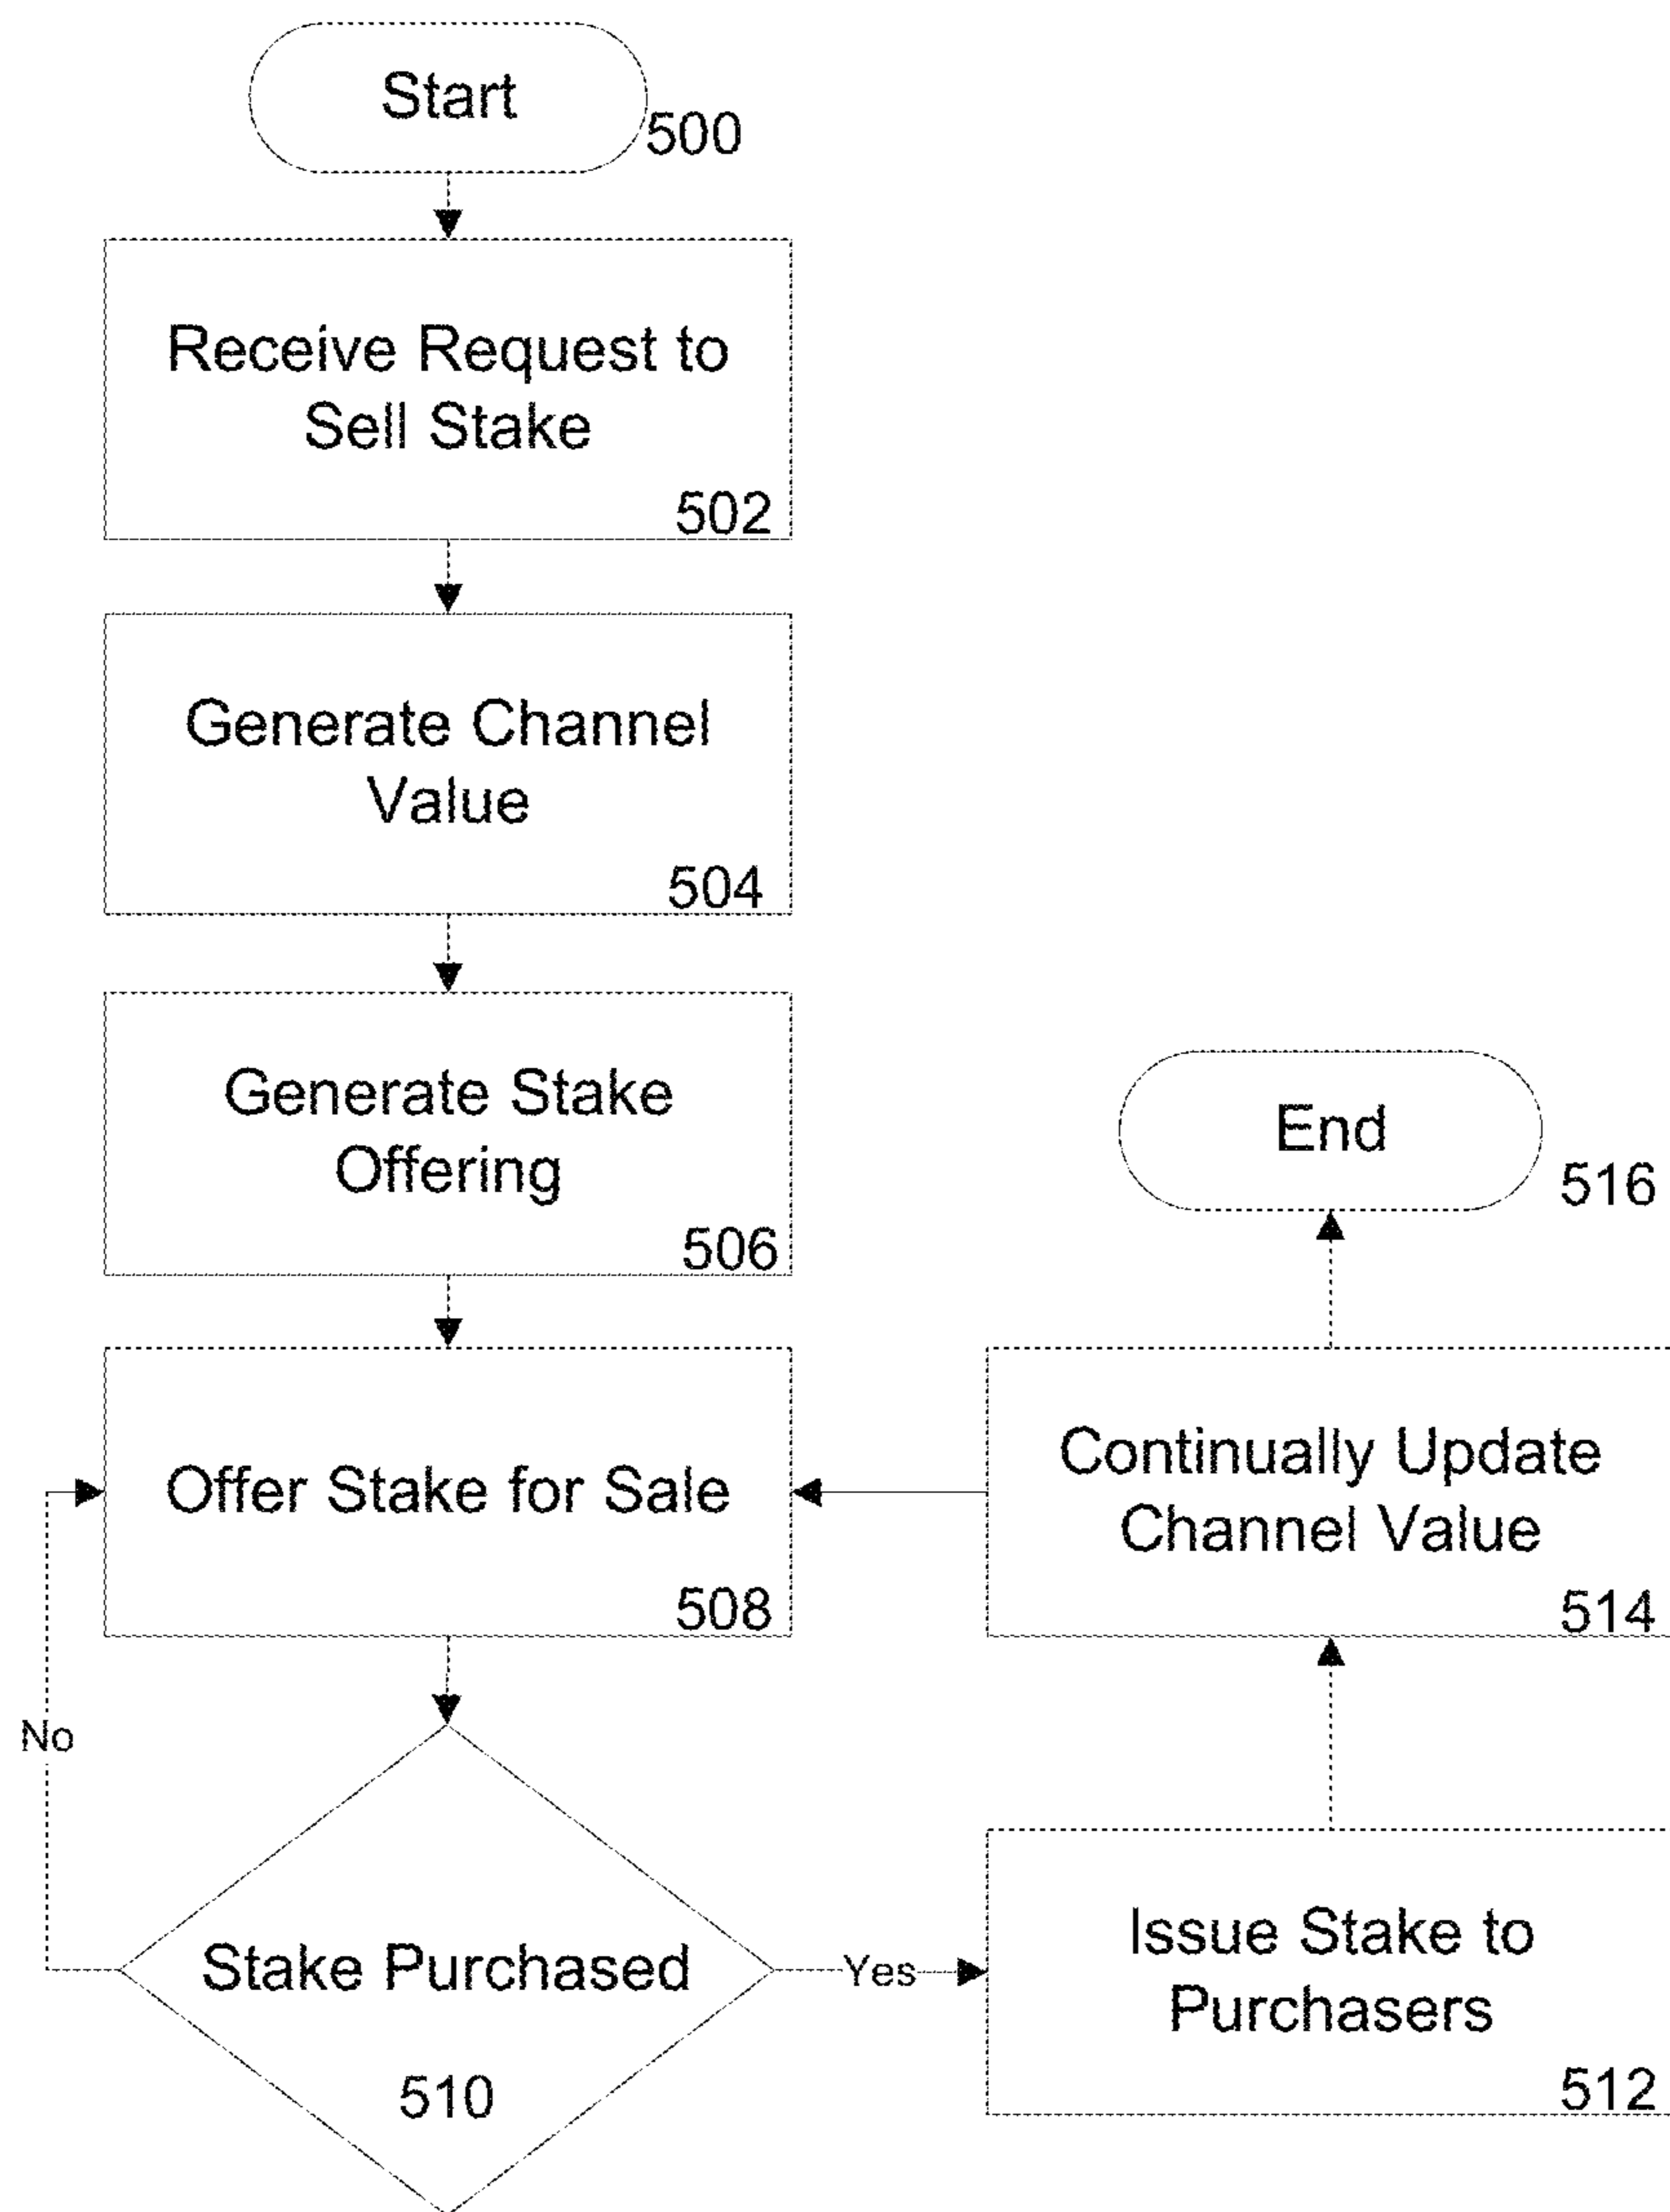 Start
500
Receive Request to
Sell Stake
502
Generate Channel
Value
504
Generate Stake
Offering
506
End
516
Offer Stake for Sale
508
Continually Update
Channel Value
514
No
Stake Purchased
510
Yes
Issue Stake to
Purchasers
512